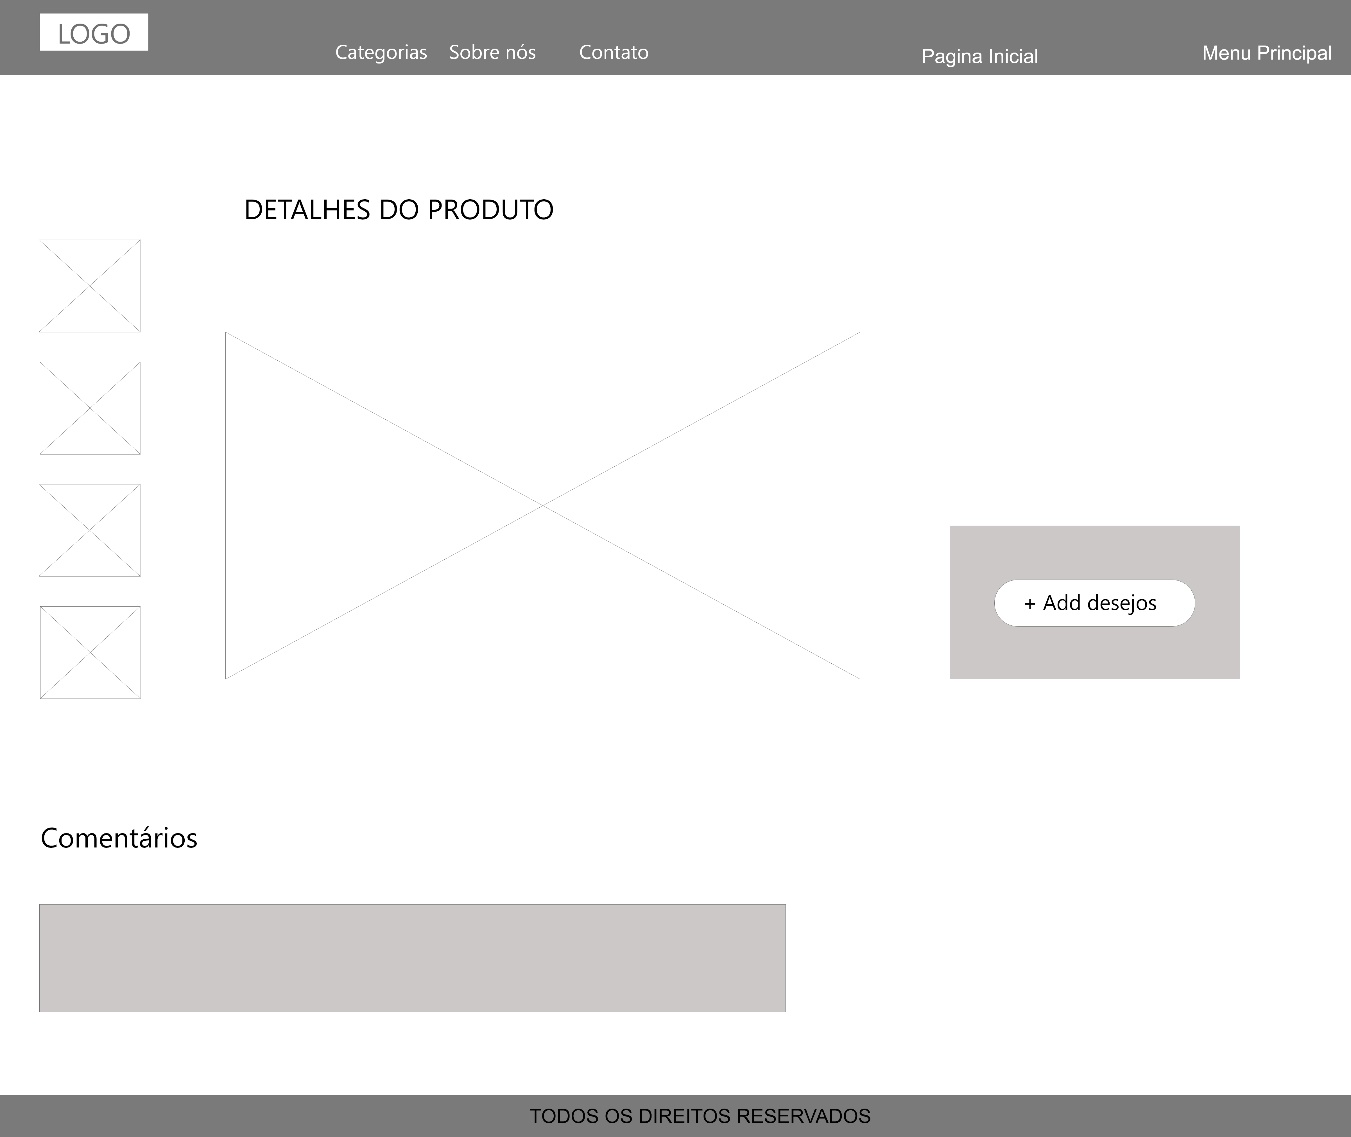 LOGO
Categorias Sobre nós Contato Pagina Inicial Menu Principal
DETALHES DO PRODUTO
+ Add desejos
Comentários
TODOS OS DIREITOS RESERVADOS